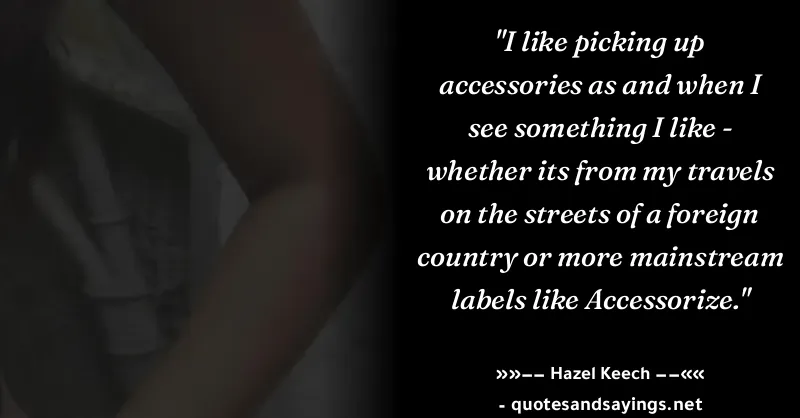 "I like picking up
accessories as and when I
see something I like -
whether its from my travels
on the streets of a foreign
country or more mainstream
labels like Accessorize."
»»−− Hazel Keech −−««
- quotesandsayings.net